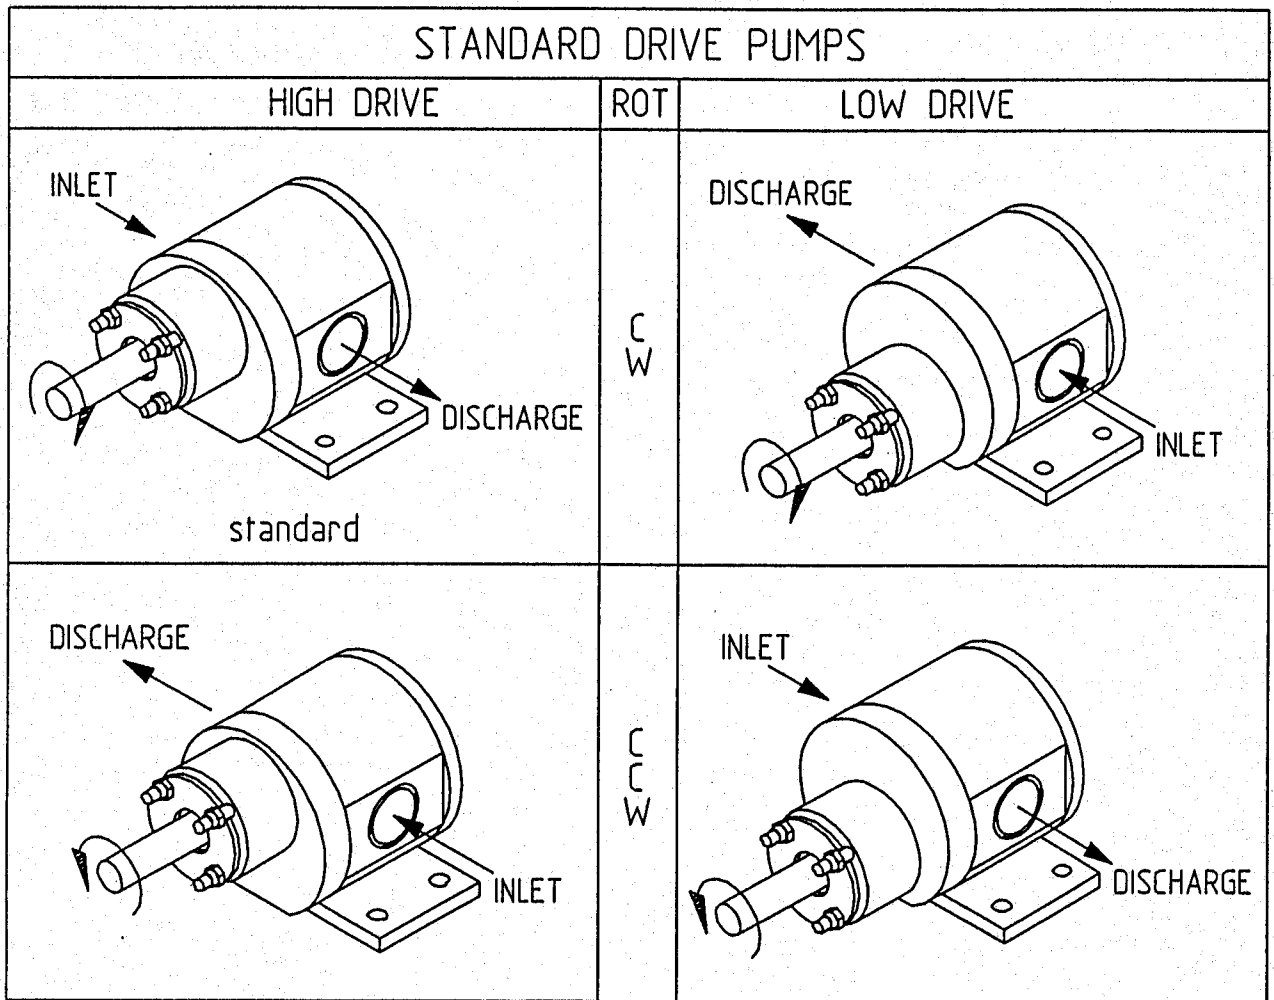 STANDARD DRIVE PUMPS
HIGH DRIVE
ROT
LOW DRIVE
INLET
DISCHARGE
standard
C
W
DISCHARGE
INLET
DISCHARGE
INLET
C
C
W
INLET
DISCHARGE